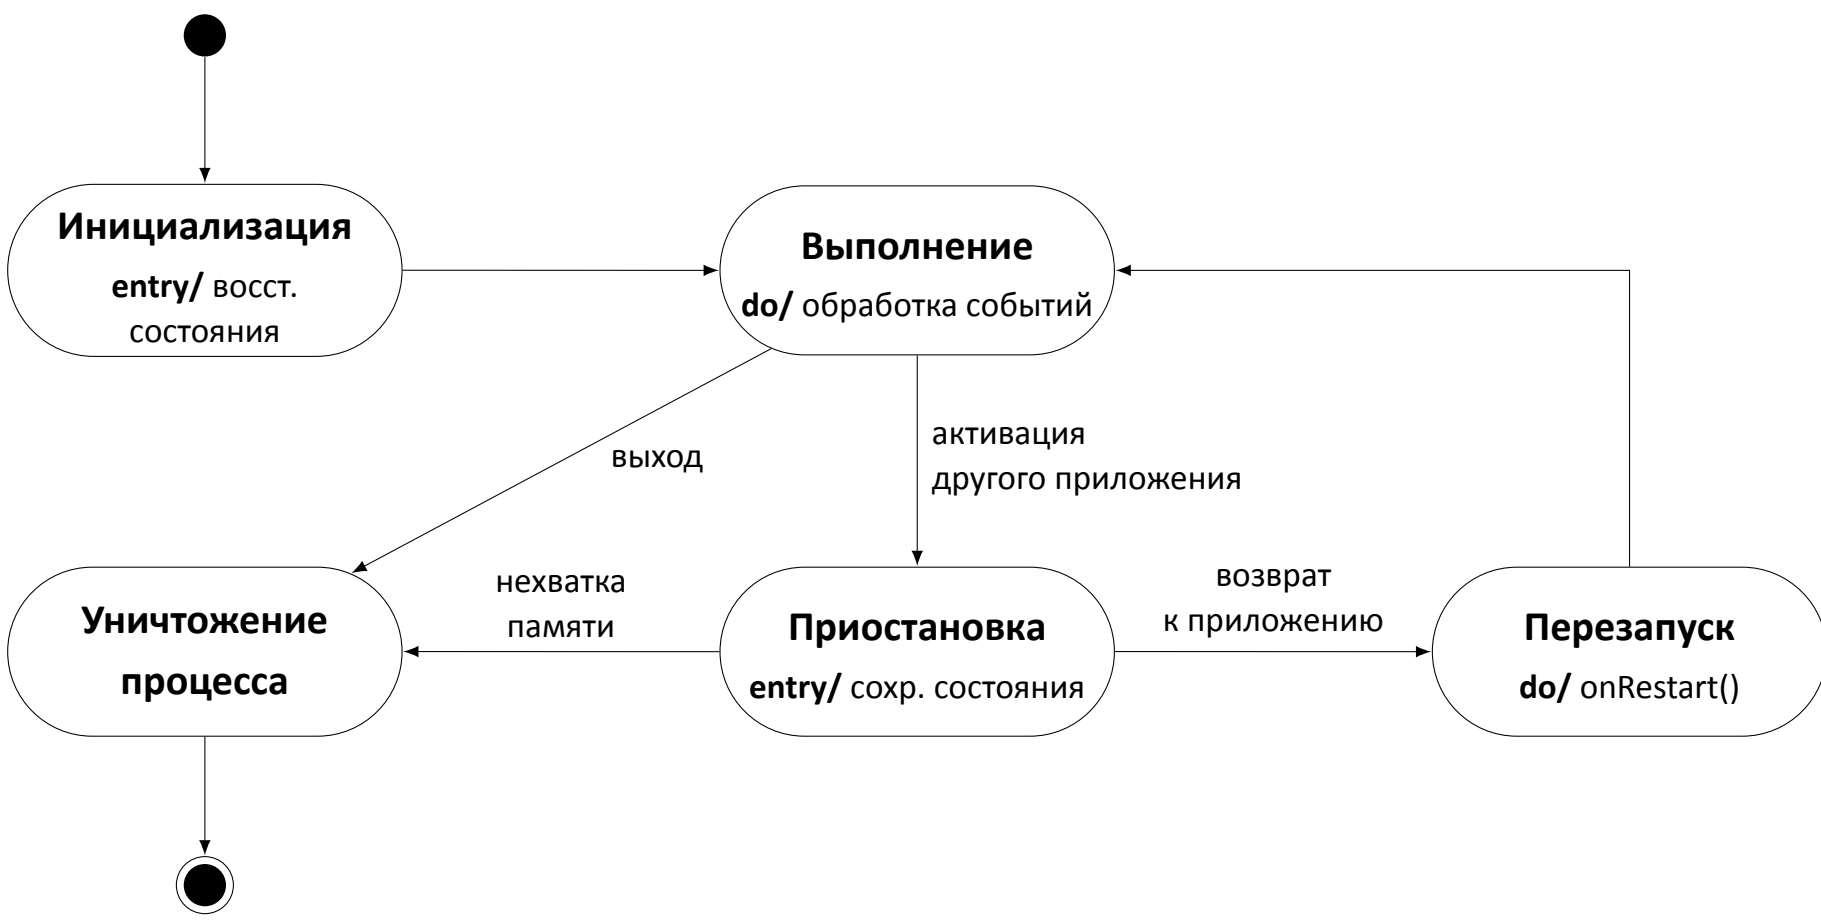 Инициализация
entry/ восст.
состояния
Выполнение
do/ обработка событий
выход
активация
другого приложения
Уничтожение
процесса
нехватка
памяти
Приостановка
entry/ сохр. состояния
возврат
к приложению
Перезапуск
do/ onRestart()